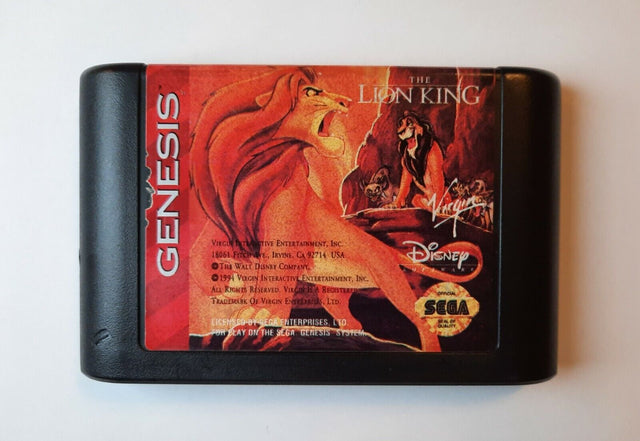 GENESIS
THE
LION KING
Virgin
DISNEY
SOFTWARE
VIRGIN INTERACTIVE ENTERTAINMENT, INC.
18061 FITCH AVE., IRVINE, CA 92714 USA
© THE WALT DISNEY COMPANY.
© 1994 VIRGIN INTERACTIVE ENTERTAINMENT, INC.
ALL RIGHTS RESERVED. VIRGIN IS A REGISTERED
TRADEMARK OF VIRGIN ENTERPRISES, LTD.
LICENSED BY SEGA ENTERPRISES, LTD.
FOR PLAY ON THE SEGA GENESIS SYSTEM.
OFFICIAL
SEGA
SEAL OF
QUALITY